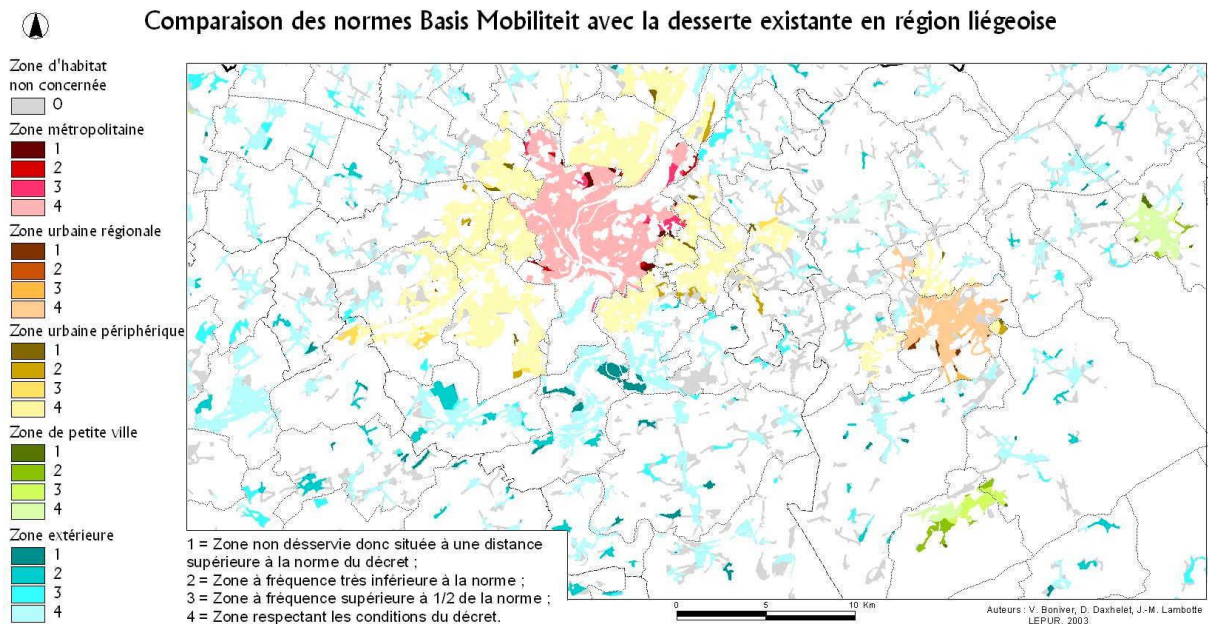 Comparaison des normes Basis Mobiliteit avec la desserte existante en région liégeoise
Zone d'habitat
non concernée
0
Zone métropolitaine
1
2
3
4
Zone urbaine régionale
1
2
3
4
Zone urbaine périphérique
1
2
3
4
Zone de petite ville
1
2
3
4
Zone extérieure
1
2
3
4
1 = Zone non désservie donc située à une distance
supérieure à la norme du décret ;
2 = Zone à fréquence très inférieure à la norme ;
3 = Zone à fréquence supérieure à 1/2 de la norme ;
4 = Zone respectant les conditions du décret.
0 5 10 Km
Auteurs : V. Boniver, D. Daxhelet, J.-M. Lambotte
LEPUR, 2003